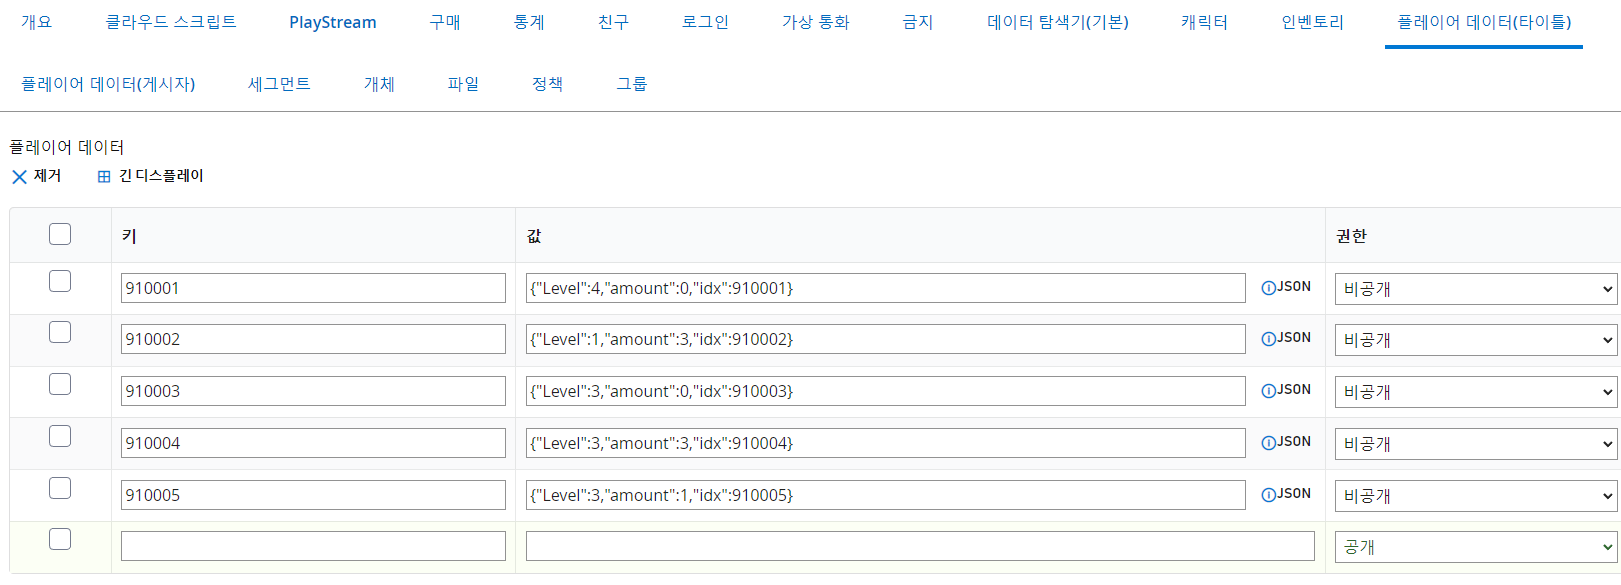 개요 클라우드 스크립트 PlayStream 구매 통계 친구 로그인 가상 통화 금지 데이터 탐색기(기본) 캐릭터 인벤토리 플레이어 데이터(타이틀)
플레이어 데이터(게시자) 세그먼트 개체 파일 정책 그룹
플레이어 데이터
제거 긴 디스플레이
키 값 권한
910001 {"Level":4,"amount":0,"idx":910001} JSON 비공개
910002 {"Level":1,"amount":3,"idx":910002} JSON 비공개
910003 {"Level":3,"amount":0,"idx":910003} JSON 비공개
910004 {"Level":3,"amount":3,"idx":910004} JSON 비공개
910005 {"Level":3,"amount":1,"idx":910005} JSON 비공개
공개